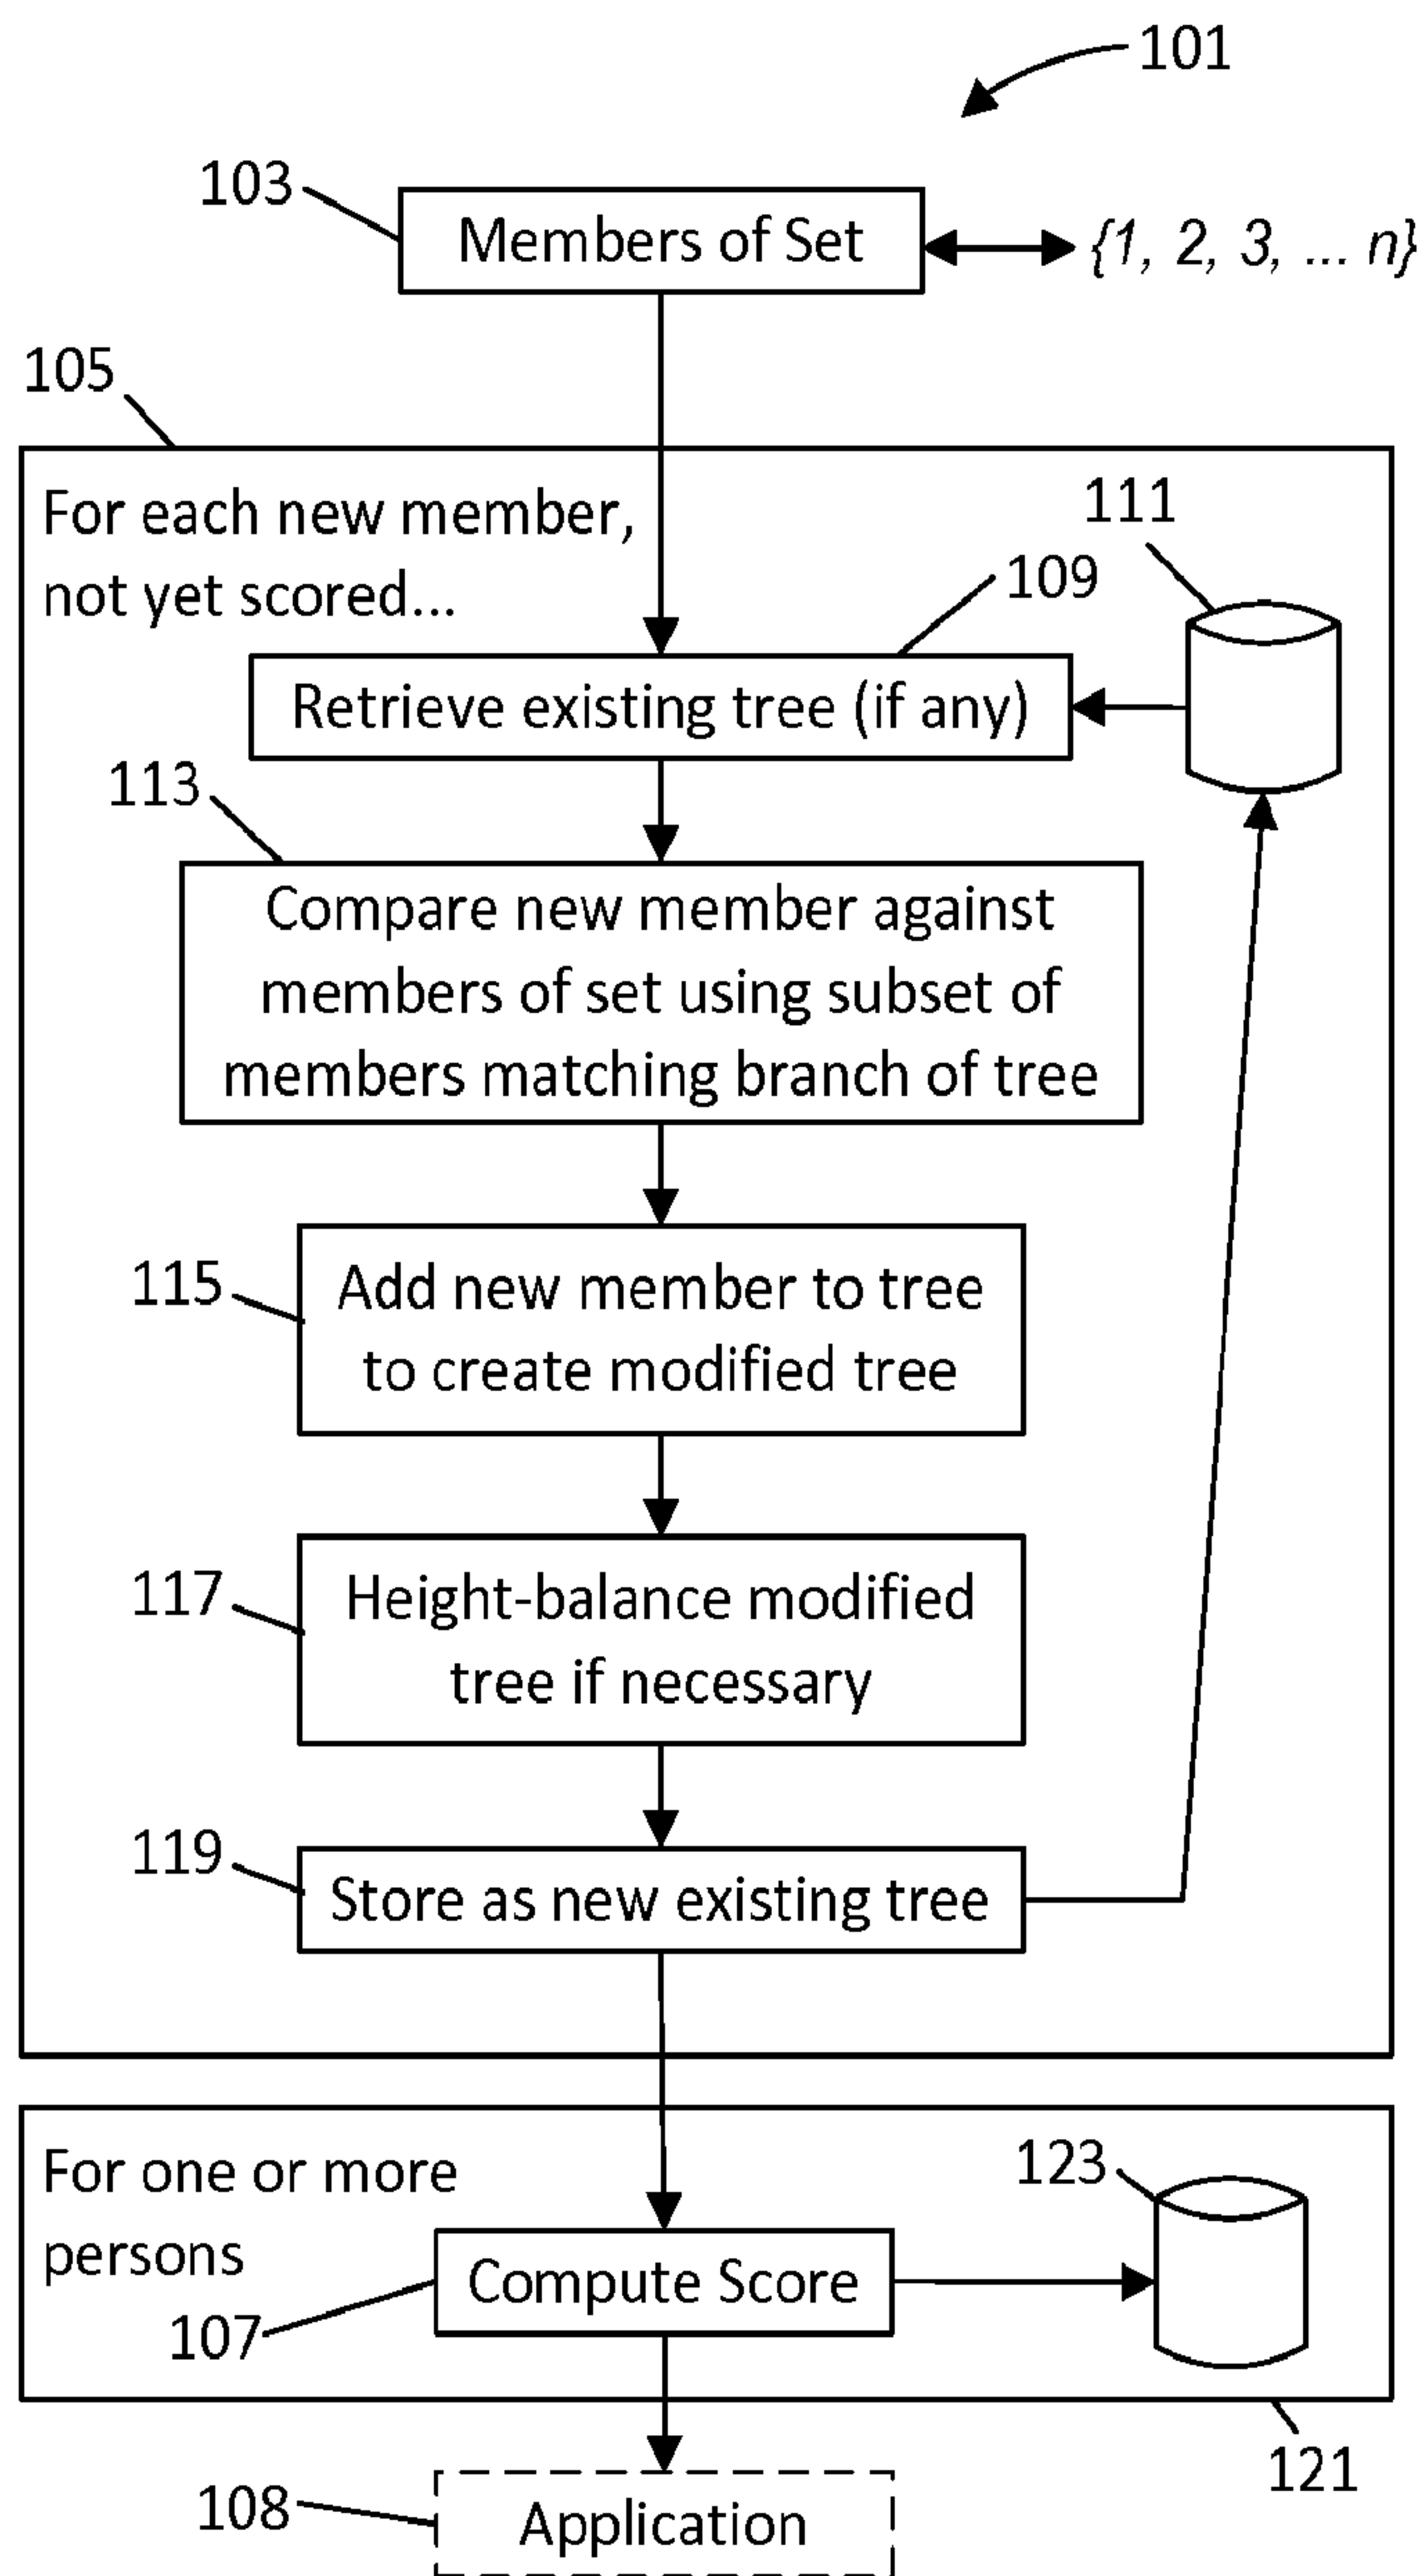 101
103
Members of Set
{1, 2, 3, ... n}
105
For each new member,
not yet scored...
111
109
Retrieve existing tree (if any)
113
Compare new member against
members of set using subset of
members matching branch of tree
115
Add new member to tree
to create modified tree
117
Height-balance modified
tree if necessary
119
Store as new existing tree
For one or more
persons
123
Compute Score
107
121
108
Application